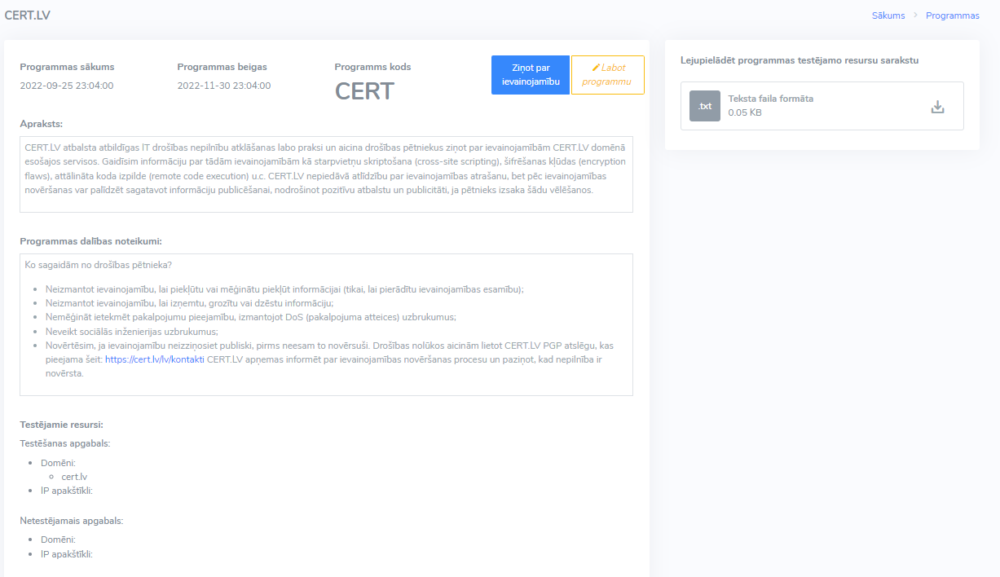 CERT.LV
Sākums > Programmas
Programmas sākums
2022-09-25 23:04:00
Programmas beigas
2022-11-30 23:04:00
Programms kods
CERT
Ziņot par
ievainojamību
Labot
programmu
Apraksts:
CERT.LV atbalsta atbildīgas IT drošības nepilnību atklāšanas labo praksi un aicina drošības pētniekus ziņot par ievainojamībām CERT.LV domēnā
esošajos servisos. Gaidīsim informāciju par tādām ievainojamībām kā starpvietņu skriptošana (cross-site scripting), šifrēšanas kļūdas (encryption
flaws), attālināta koda izpilde (remote code execution) u.c. CERT.LV nepiedāvā atlīdzību par ievainojamības atrašanu, bet pēc ievainojamības
novēršanas var palīdzēt sagatavot informāciju publicēšanai, nodrošinot pozitīvu atbalstu un publicitāti, ja pētnieks izsaka šādu vēlēšanos.
Programmas dalības noteikumi:
Ko sagaidām no drošības pētnieka?
• Neizmantot ievainojamību, lai piekļūtu vai mēģinātu piekļūt informācijai (tikai, lai pierādītu ievainojamības esamību);
• Neizmantot ievainojamību, lai izņemtu, grozītu vai dzēstu informāciju;
• Nemēģināt ietekmēt pakalpojumu pieejamību, izmantojot DoS (pakalpojuma atteices) uzbrukumus;
• Neveikt sociālās inženierijas uzbrukumus;
• Novērtēsim, ja ievainojamību neizziņosiet publiski, pirms neesam to novērsuši. Drošības nolūkos aicinām lietot CERT.LV PGP atslēgu, kas
pieejama šeit: https://cert.lv/lv/kontakti CERT.LV apņemas informēt par ievainojamības novēršanas procesu un paziņot, kad nepilnība ir
novērsta.
Testējamie resursi:
Testēšanas apgabals:
• Domēni:
○ cert.lv
• IP apakštīkli:
Netestējamais apgabals:
• Domēni:
• IP apakštīkli:
Lejupielādēt programmas testējamo resursu sarakstu
.txt
Teksta faila formāta
0.05 KB